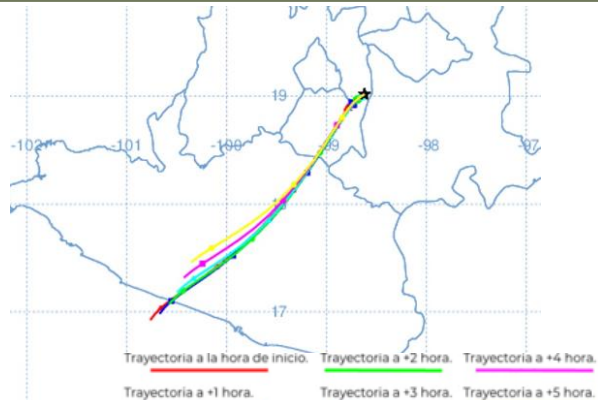 19
-102 -101 -100 -99 -98 -97
17
Trayectoria a la hora de inicio. Trayectoria a +2 hora. Trayectoria a +4 hora.
Trayectoria a +1 hora. Trayectoria a +3 hora. Trayectoria a +5 hora.